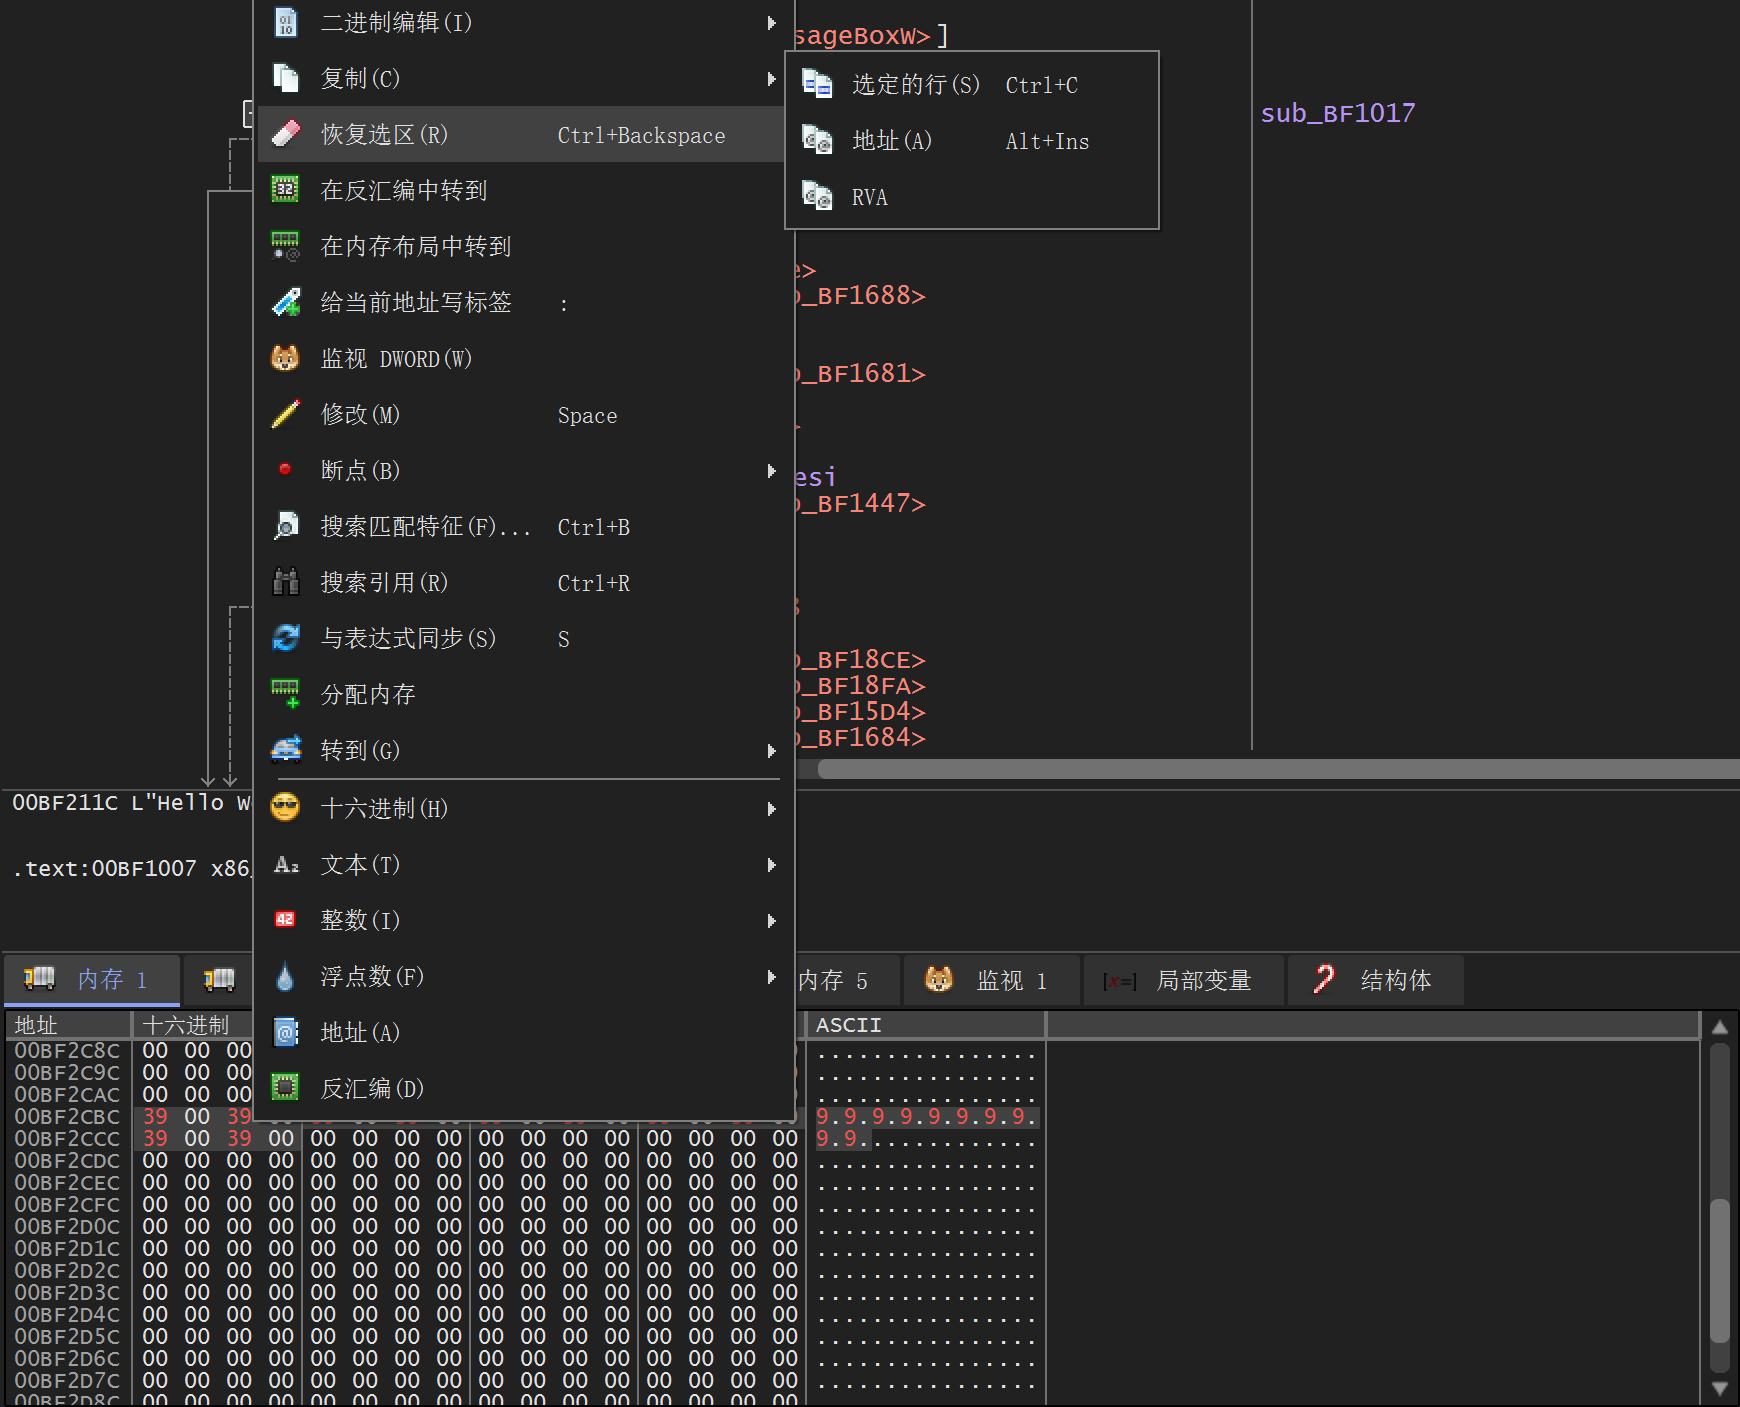 二进制编辑(I)
复制(C)
恢复选区(R) Ctrl+Backspace
在反汇编中转到
在内存布局中转到
给当前地址写标签 :
监视 DWORD(W)
修改(M) Space
断点(B)
搜索匹配特征(F)... Ctrl+B
搜索引用(R) Ctrl+R
与表达式同步(S) S
分配内存
转到(G)
十六进制(H)
文本(T)
整数(I)
浮点数(F)
地址(A)
反汇编(D)
选定的行(S) Ctrl+C
地址(A) Alt+Ins
RVA
sageBoxW>]
sub_BF1017
e>
_BF1688>
_BF1681>
>
esi
_BF1447>
_BF18CE>
_BF18FA>
_BF15D4>
_BF1684>
00BF211C L"Hello W
.text:00BF1007 x86
内存 1 内存 5 监视 1 [x=] 局部变量 结构体
地址 十六进制 ASCII
00BF2C8C 00 00 00 ................
00BF2C9C 00 00 00 ................
00BF2CAC 00 00 00 ................
00BF2CBC 39 00 39 9.9.9.9.9.9.9.9.
00BF2CCC 39 00 39 00 00 00 00 00 00 00 00 00 00 00 00 00 9.9.............
00BF2CDC 00 00 00 00 00 00 00 00 00 00 00 00 00 00 00 00 ................
00BF2CEC 00 00 00 00 00 00 00 00 00 00 00 00 00 00 00 00 ................
00BF2CFC 00 00 00 00 00 00 00 00 00 00 00 00 00 00 00 00 ................
00BF2D0C 00 00 00 00 00 00 00 00 00 00 00 00 00 00 00 00 ................
00BF2D1C 00 00 00 00 00 00 00 00 00 00 00 00 00 00 00 00 ................
00BF2D2C 00 00 00 00 00 00 00 00 00 00 00 00 00 00 00 00 ................
00BF2D3C 00 00 00 00 00 00 00 00 00 00 00 00 00 00 00 00 ................
00BF2D4C 00 00 00 00 00 00 00 00 00 00 00 00 00 00 00 00 ................
00BF2D5C 00 00 00 00 00 00 00 00 00 00 00 00 00 00 00 00 ................
00BF2D6C 00 00 00 00 00 00 00 00 00 00 00 00 00 00 00 00 ................
00BF2D7C 00 00 00 00 00 00 00 00 00 00 00 00 00 00 00 00 ................
00BF2D8C 00 00 00 00 00 00 00 00 00 00 00 00 00 00 00 00